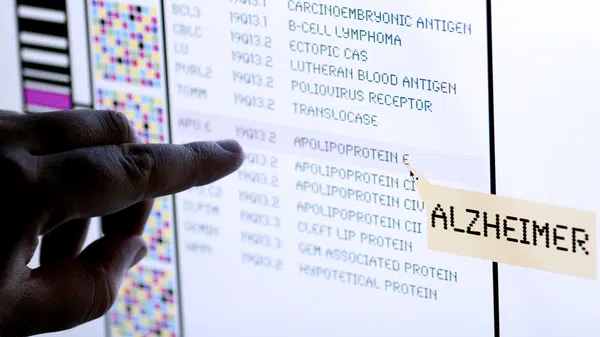 CARCINOEMBRYONIC ANTIGEN
BCL3 19Q13.2 B-CELL LYMPHOMA
CBLC 19Q13.2 ECTOPIC CAS
LU 19Q13.2 LUTHERAN BLOOD ANTIGEN
PVRL2 19Q13.2 POLIOVIRUS RECEPTOR
TOMM 19Q13.2 TRANSLOCASE
APO E 19Q13.2 APOLIPOPROTEIN E
19Q13.2 APOLIPOPROTEIN CI
19Q13.2 APOLIPOPROTEIN CIV
C2 19Q13.2 APOLIPOPROTEIN CII
CLPTM 19Q13.3 CLEFT LIP PROTEIN
19Q13.3 GEM ASSOCIATED PROTEIN
19Q13.2 HYPOTETICAL PROTEIN
ALZHEIMER